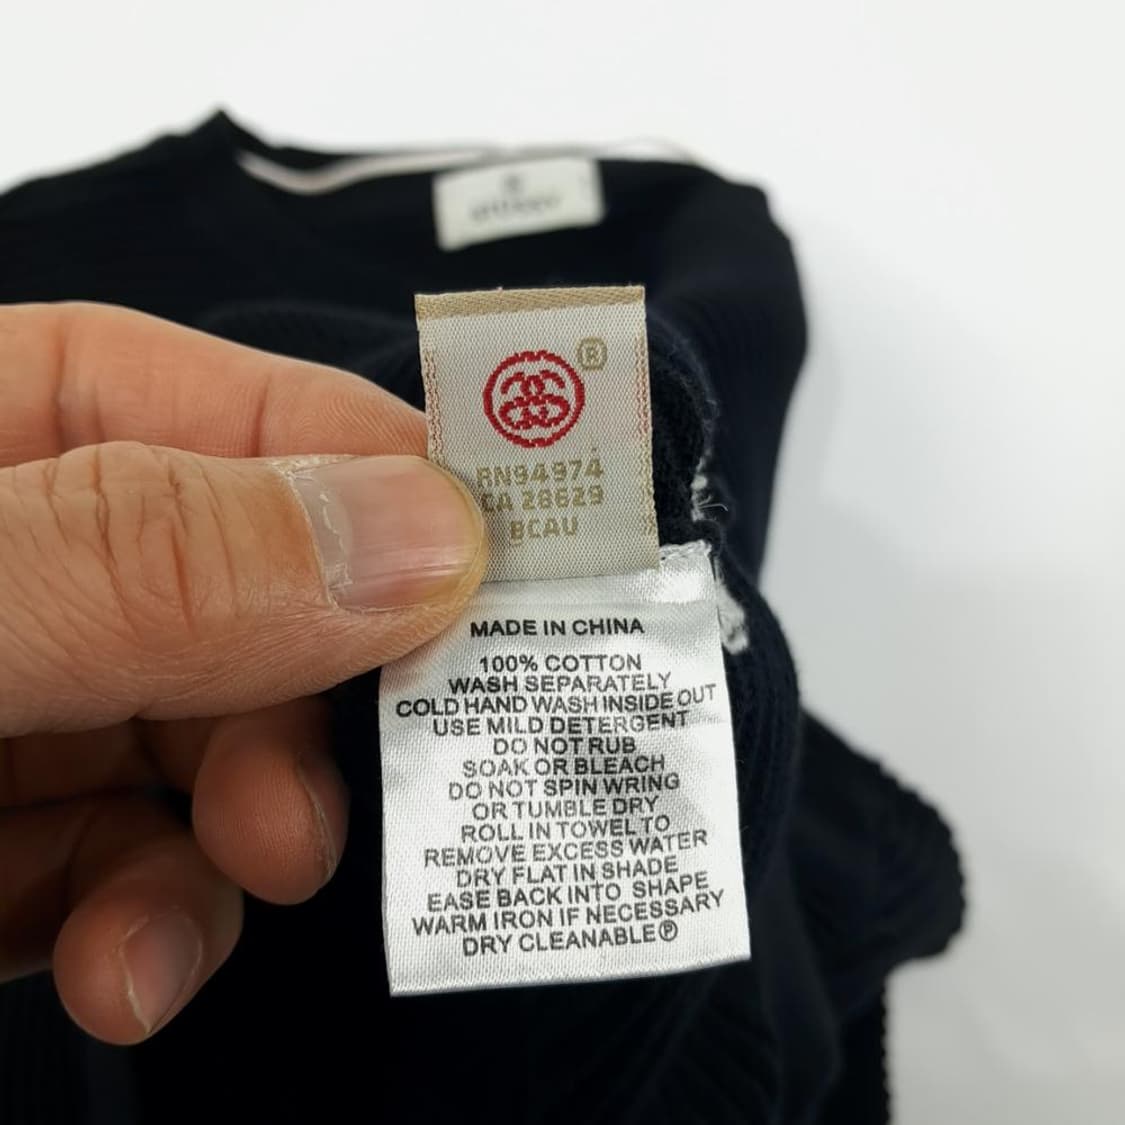 ®
RN94974
CA 28629
BCAU
MADE IN CHINA
100% COTTON
WASH SEPARATELY
COLD HAND WASH INSIDE OUT
USE MILD DETERGENT
DO NOT RUB
SOAK OR BLEACH
DO NOT SPIN WRING
OR TUMBLE DRY
ROLL IN TOWEL TO
REMOVE EXCESS WATER
DRY FLAT IN SHADE
EASE BACK INTO SHAPE
WARM IRON IF NECESSARY
DRY CLEANABLE Ⓟ